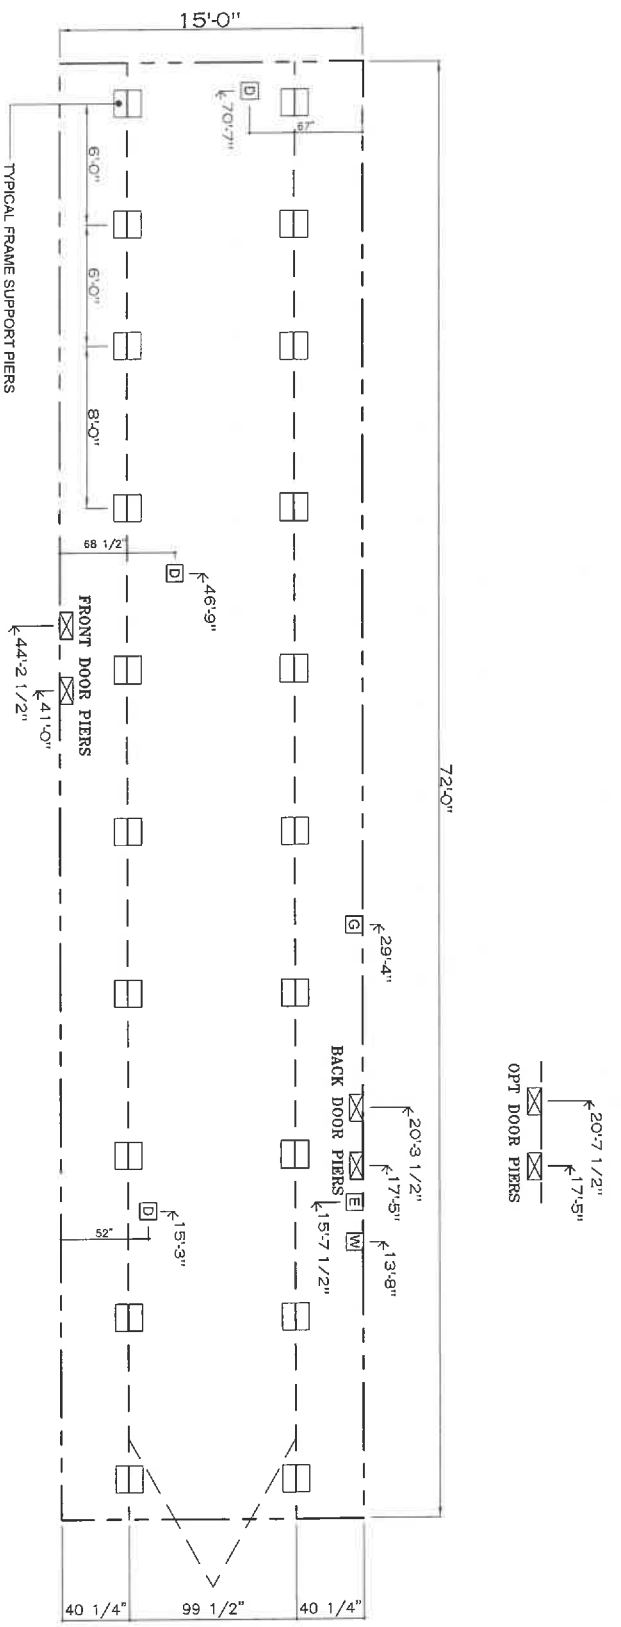 15'-0"
D
70'-7"
67"
6'-0"
6'-0"
8'-0"
TYPICAL FRAME SUPPORT PIERS
68 1/2"
D
46'-9"
FRONT DOOR PIERS
44'-2 1/2"
41'-0"
72'-0"
G
29'-4"
BACK DOOR PIERS
20'-3 1/2"
17'-5"
OPT DOOR PIERS
20'-7 1/2"
17'-5"
E
15'-7 1/2"
W
13'-8"
D
15'-3"
52"
40 1/4"
99 1/2"
40 1/4"